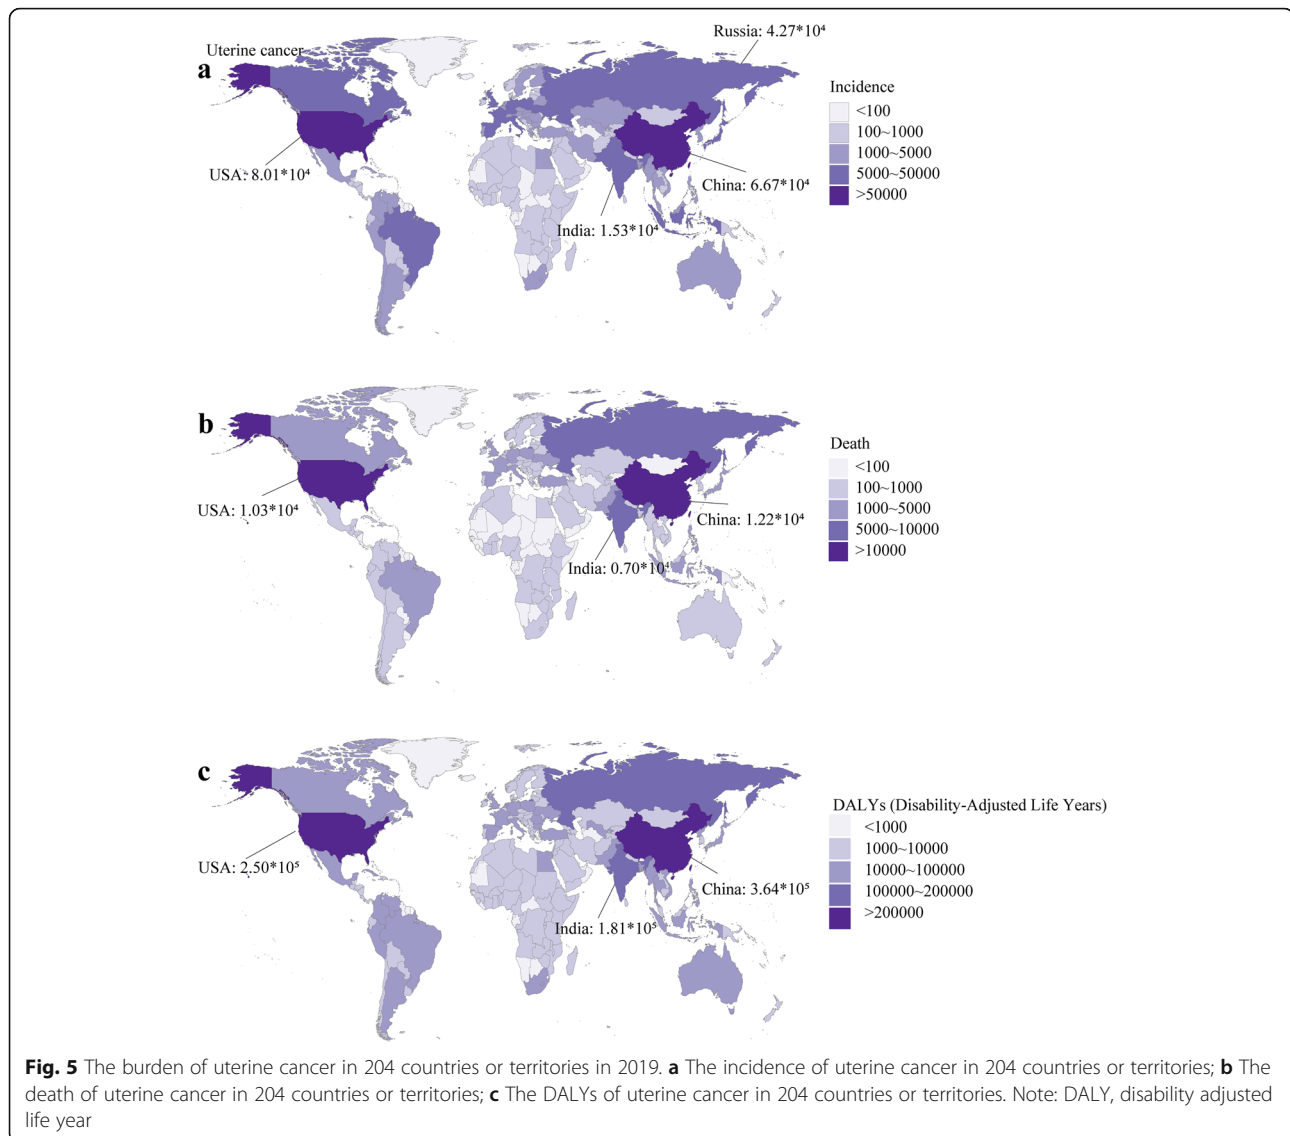 Uterine cancer
a
Russia: 4.27*10⁴
USA: 8.01*10⁴
China: 6.67*10⁴
India: 1.53*10⁴
Incidence
<100
100~1000
1000~5000
5000~50000
>50000
b
USA: 1.03*10⁴
China: 1.22*10⁴
India: 0.70*10⁴
Death
<100
100~1000
1000~5000
5000~10000
>10000
c
USA: 2.50*10⁵
China: 3.64*10⁵
India: 1.81*10⁵
DALYs (Disability-Adjusted Life Years)
<1000
1000~10000
10000~100000
100000~200000
>200000
Fig. 5 The burden of uterine cancer in 204 countries or territories in 2019. a The incidence of uterine cancer in 204 countries or territories; b The
death of uterine cancer in 204 countries or territories; c The DALYs of uterine cancer in 204 countries or territories. Note: DALY, disability adjusted
life year